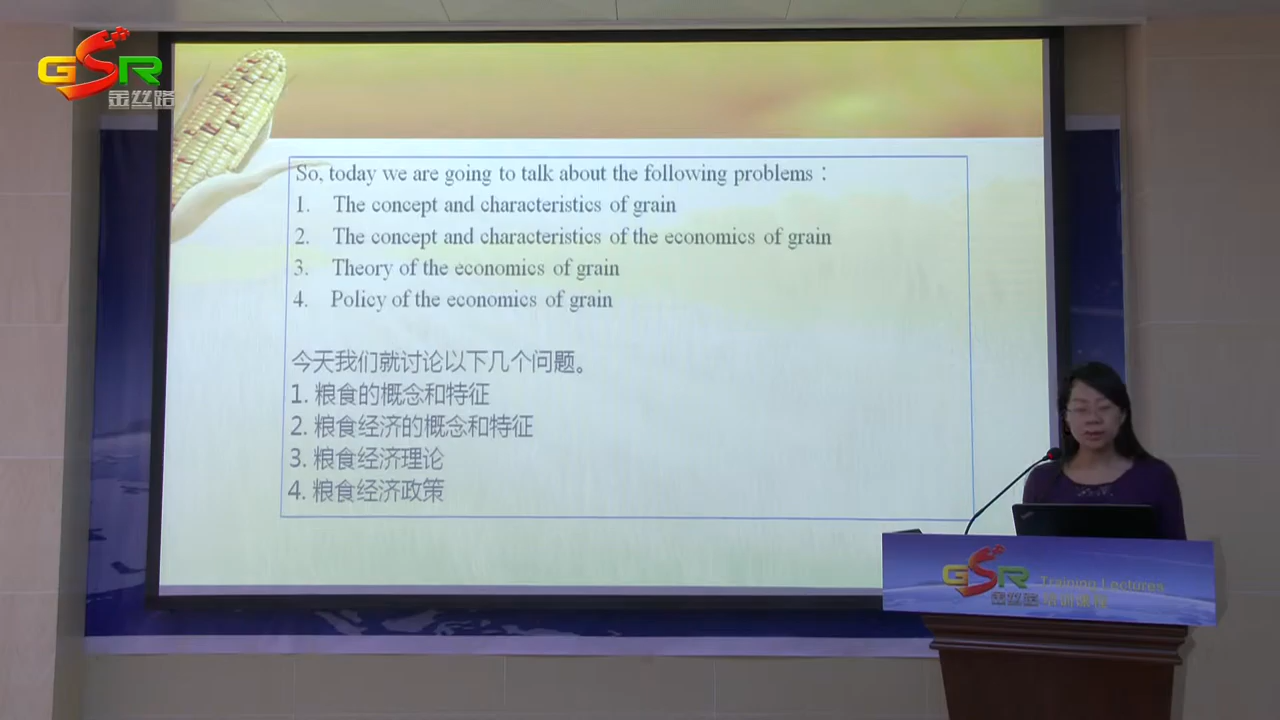 GSR
金丝路
So, today we are going to talk about the following problems：
1. The concept and characteristics of grain
2. The concept and characteristics of the economics of grain
3. Theory of the economics of grain
4. Policy of the economics of grain
今天我们就讨论以下几个问题。
1. 粮食的概念和特征
2. 粮食经济的概念和特征
3. 粮食经济理论
4. 粮食经济政策
GSR Training Lectures
金丝路 培训课程